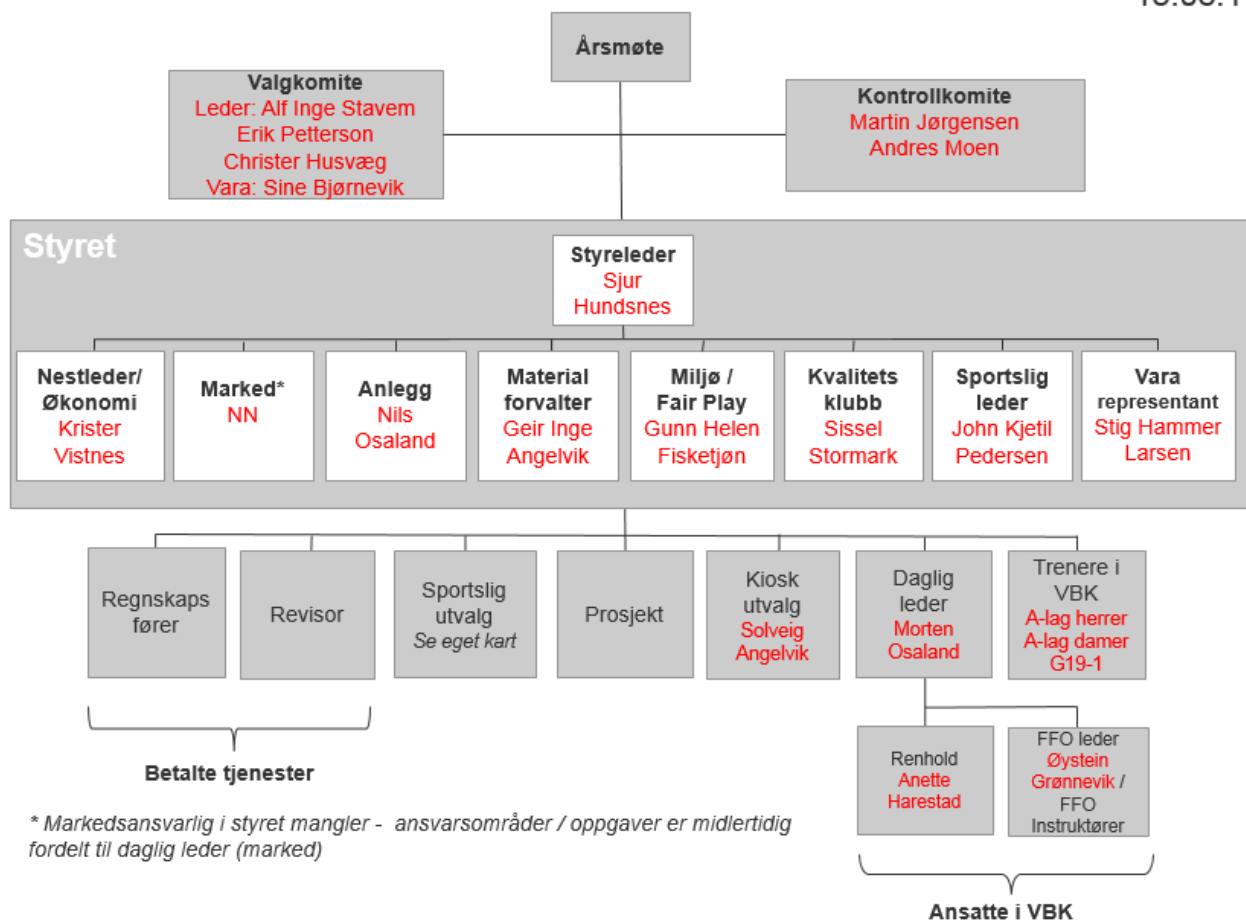 Årsmøte
Valgkomite
Leder: Alf Inge Stavem
Erik Petterson
Christer Husvæg
Vara: Sine Bjørnevik
Kontrollkomite
Martin Jørgensen
Andres Moen
Styret
Styreleder
Sjur
Hundsnes
Nestleder/
Økonomi
Krister
Vistnes
Marked*
NN
Anlegg
Nils
Osaland
Material
forvalter
Geir Inge
Angelvik
Miljø /
Fair Play
Gunn Helen
Fisketjøn
Kvalitets
klubb
Sissel
Stormark
Sportslig
leder
John Kjetil
Pedersen
Vara
representant
Stig Hammer
Larsen
Regnskaps
fører
Revisor
Sportslig
utvalg
Se eget kart
Prosjekt
Kiosk
utvalg
Solveig
Angelvik
Daglig
leder
Morten
Osaland
Trenere i
VBK
A-lag herrer
A-lag damer
G19-1
Betalte tjenester
Renhold
Anette
Harestad
FFO leder
Øystein
Grønnevik /
FFO
Instruktører
* Markedsansvarlig i styret mangler - ansvarsområder / oppgaver er midlertidig
fordelt til daglig leder (marked)
Ansatte i VBK